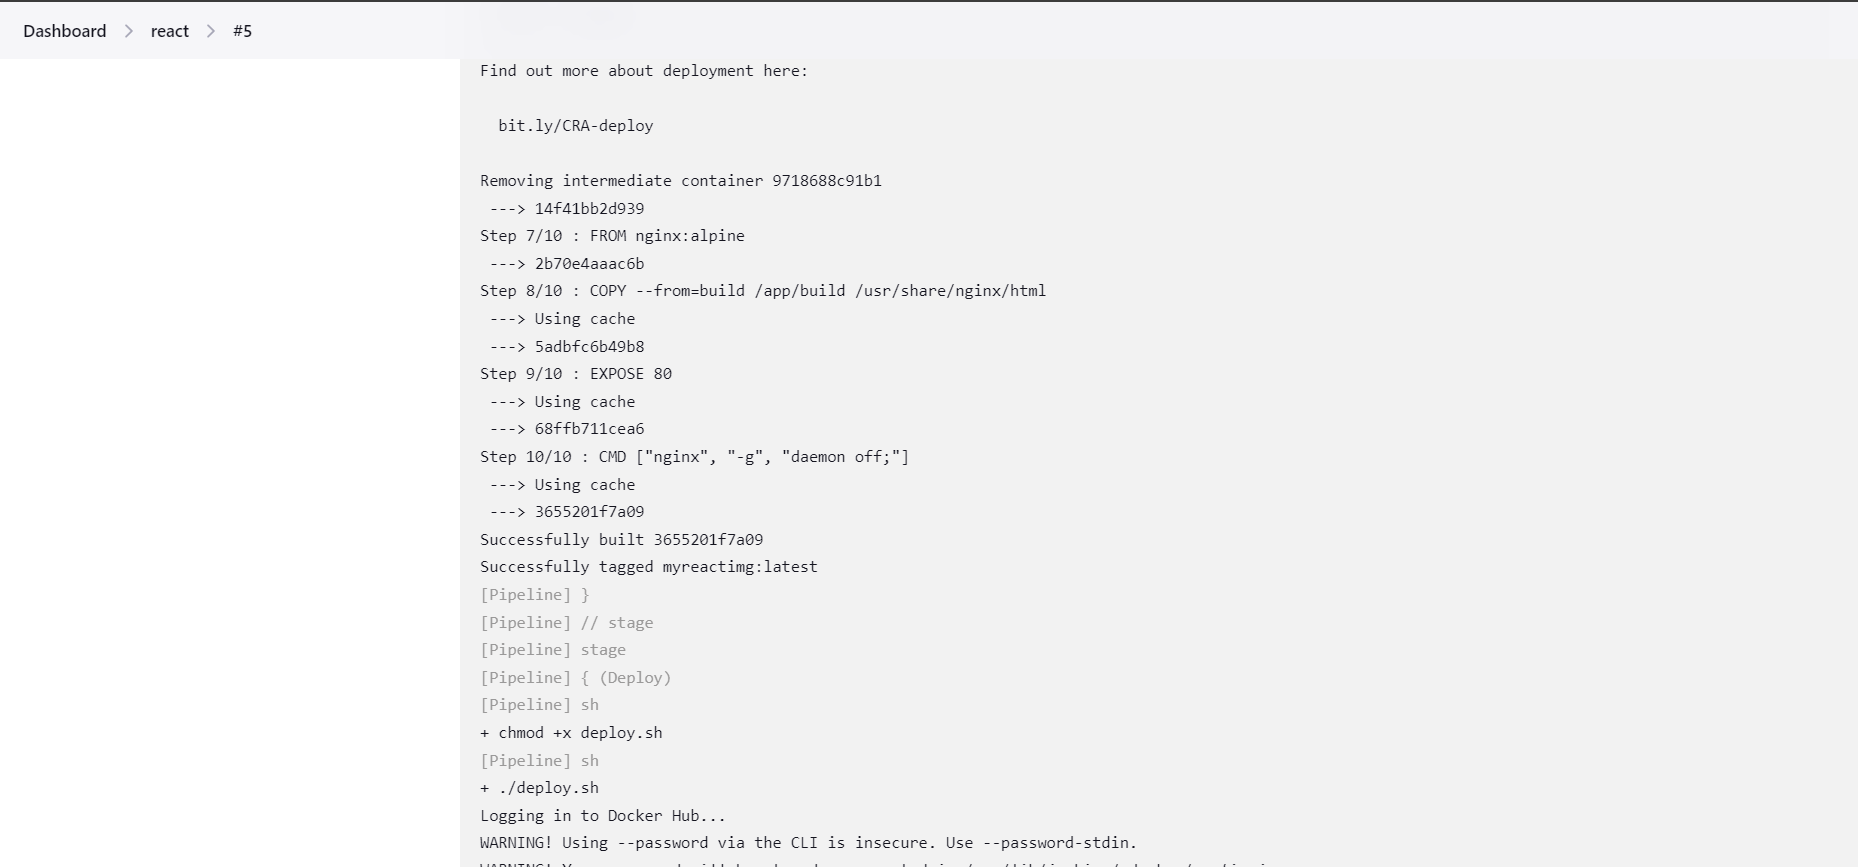 Dashboard > react > #5
Find out more about deployment here:
bit.ly/CRA-deploy
Removing intermediate container 9718688c91b1
---> 14f41bb2d939
Step 7/10 : FROM nginx:alpine
---> 2b70e4aaac6b
Step 8/10 : COPY --from=build /app/build /usr/share/nginx/html
---> Using cache
---> 5adbfc6b49b8
Step 9/10 : EXPOSE 80
---> Using cache
---> 68ffb711cea6
Step 10/10 : CMD ["nginx", "-g", "daemon off;"]
---> Using cache
---> 3655201f7a09
Successfully built 3655201f7a09
Successfully tagged myreactimg:latest
[Pipeline] }
[Pipeline] // stage
[Pipeline] stage
[Pipeline] { (Deploy)
[Pipeline] sh
+ chmod +x deploy.sh
[Pipeline] sh
+ ./deploy.sh
Logging in to Docker Hub...
WARNING! Using --password via the CLI is insecure. Use --password-stdin.